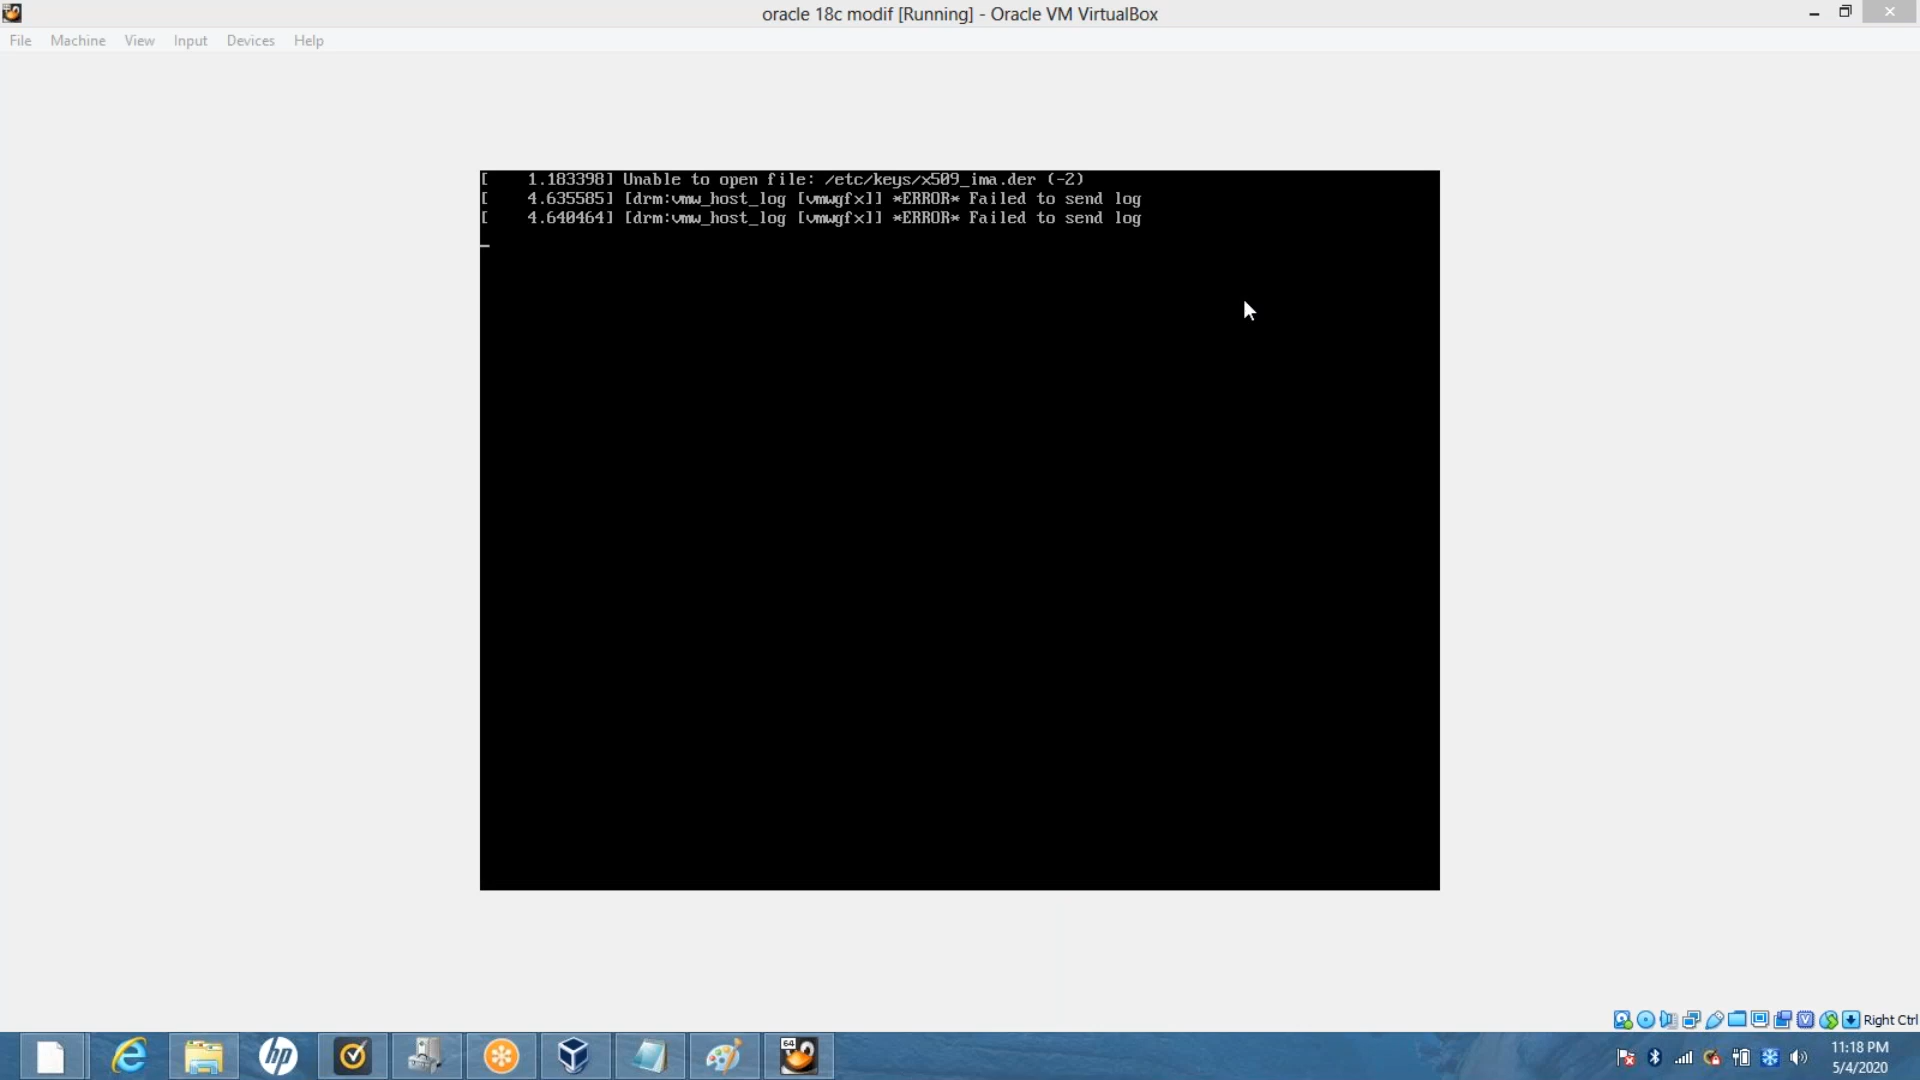 oracle 18c modif [Running] - Oracle VM VirtualBox
File Machine View Input Devices Help
[    1.183398] Unable to open file: /etc/keys/x509_ima.der (-2)
[    4.635585] [drm:vmw_host_log [vmwgfx]] *ERROR* Failed to send log
[    4.640464] [drm:vmw_host_log [vmwgfx]] *ERROR* Failed to send log
Right Ctrl
hp
64
11:18 PM
5/4/2020